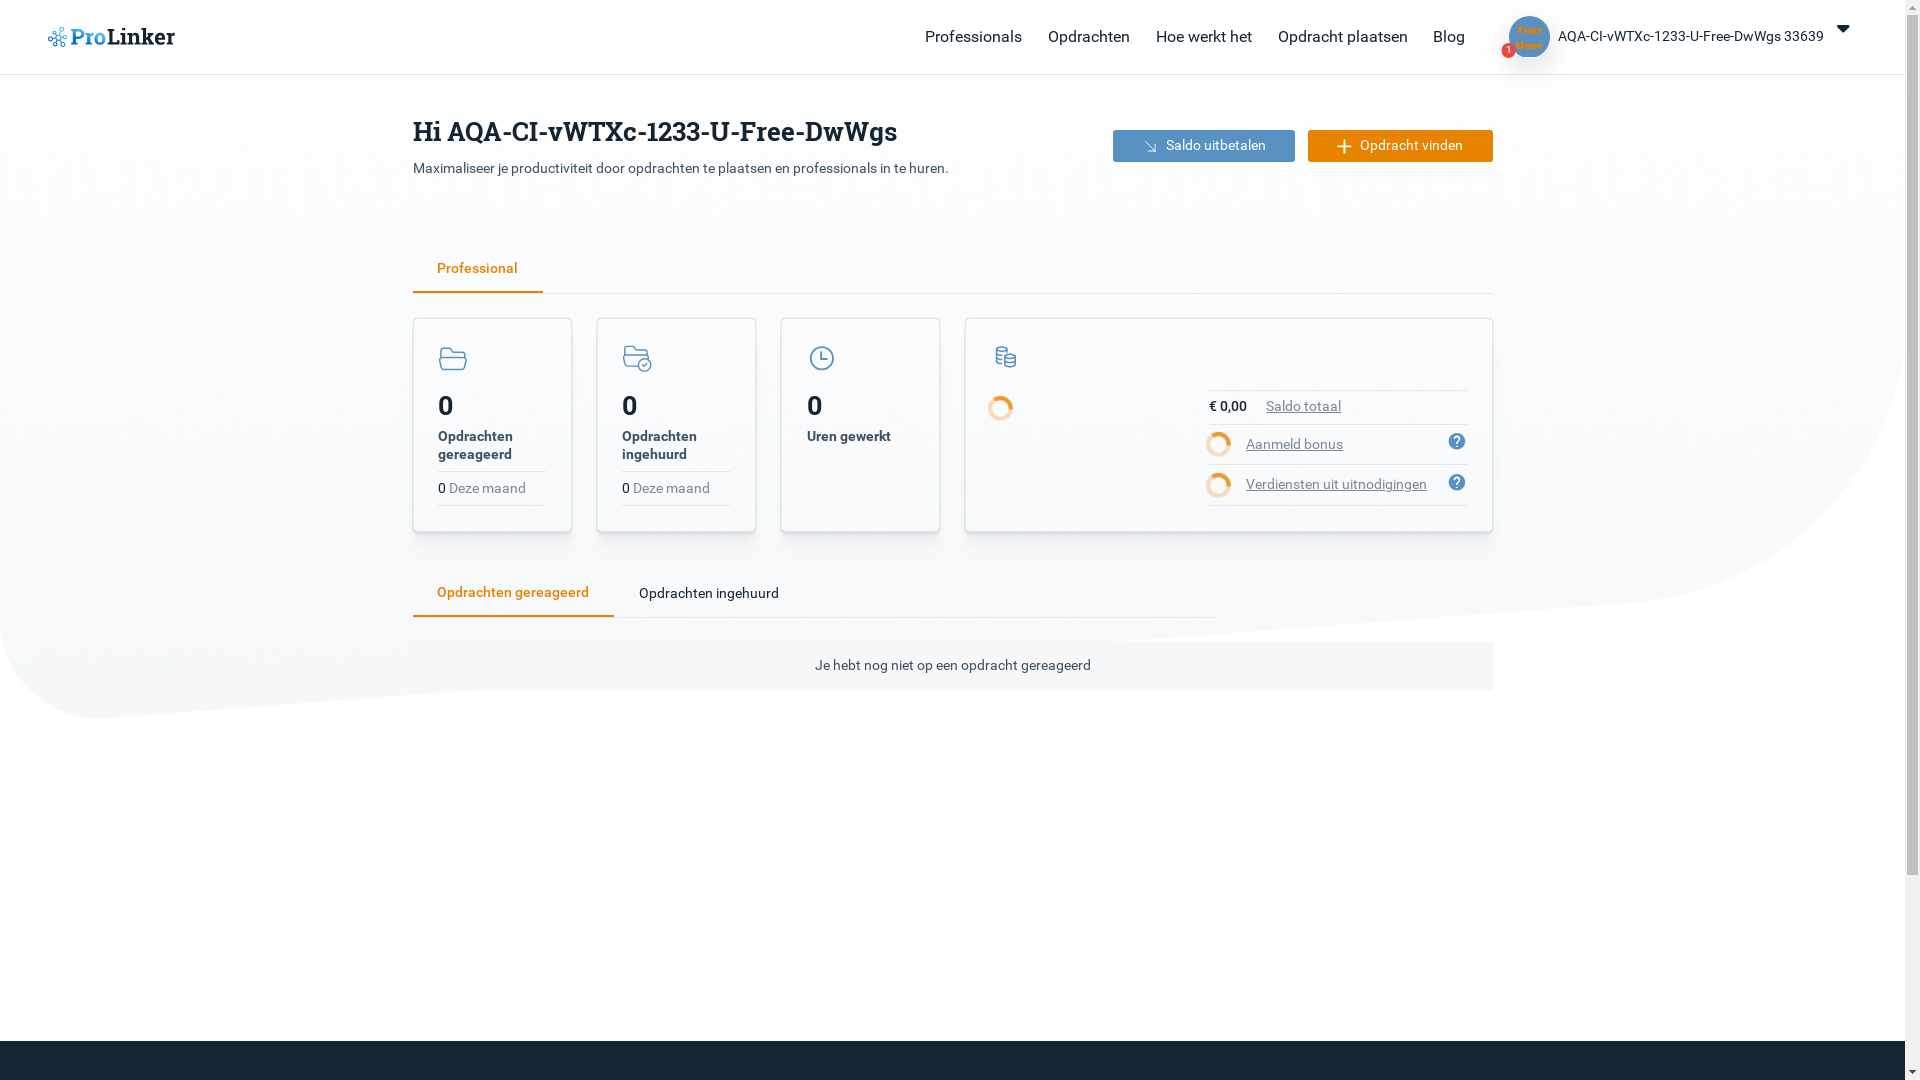 ProLinker
Professionals
Opdrachten
Hoe werkt het
Opdracht plaatsen
Blog
Test
User
1
AQA-CI-vWTXc-1233-U-Free-DwWgs 33639
Hi AQA-CI-vWTXc-1233-U-Free-DwWgs
Maximaliseer je productiviteit door opdrachten te plaatsen en professionals in te huren.
Saldo uitbetalen
Opdracht vinden
Professional
0
Opdrachten
gereageerd
0 Deze maand
0
Opdrachten
ingehuurd
0 Deze maand
0
Uren gewerkt
€ 0,00 Saldo totaal
Aanmeld bonus
Verdiensten uit uitnodigingen
Opdrachten gereageerd
Opdrachten ingehuurd
Je hebt nog niet op een opdracht gereageerd